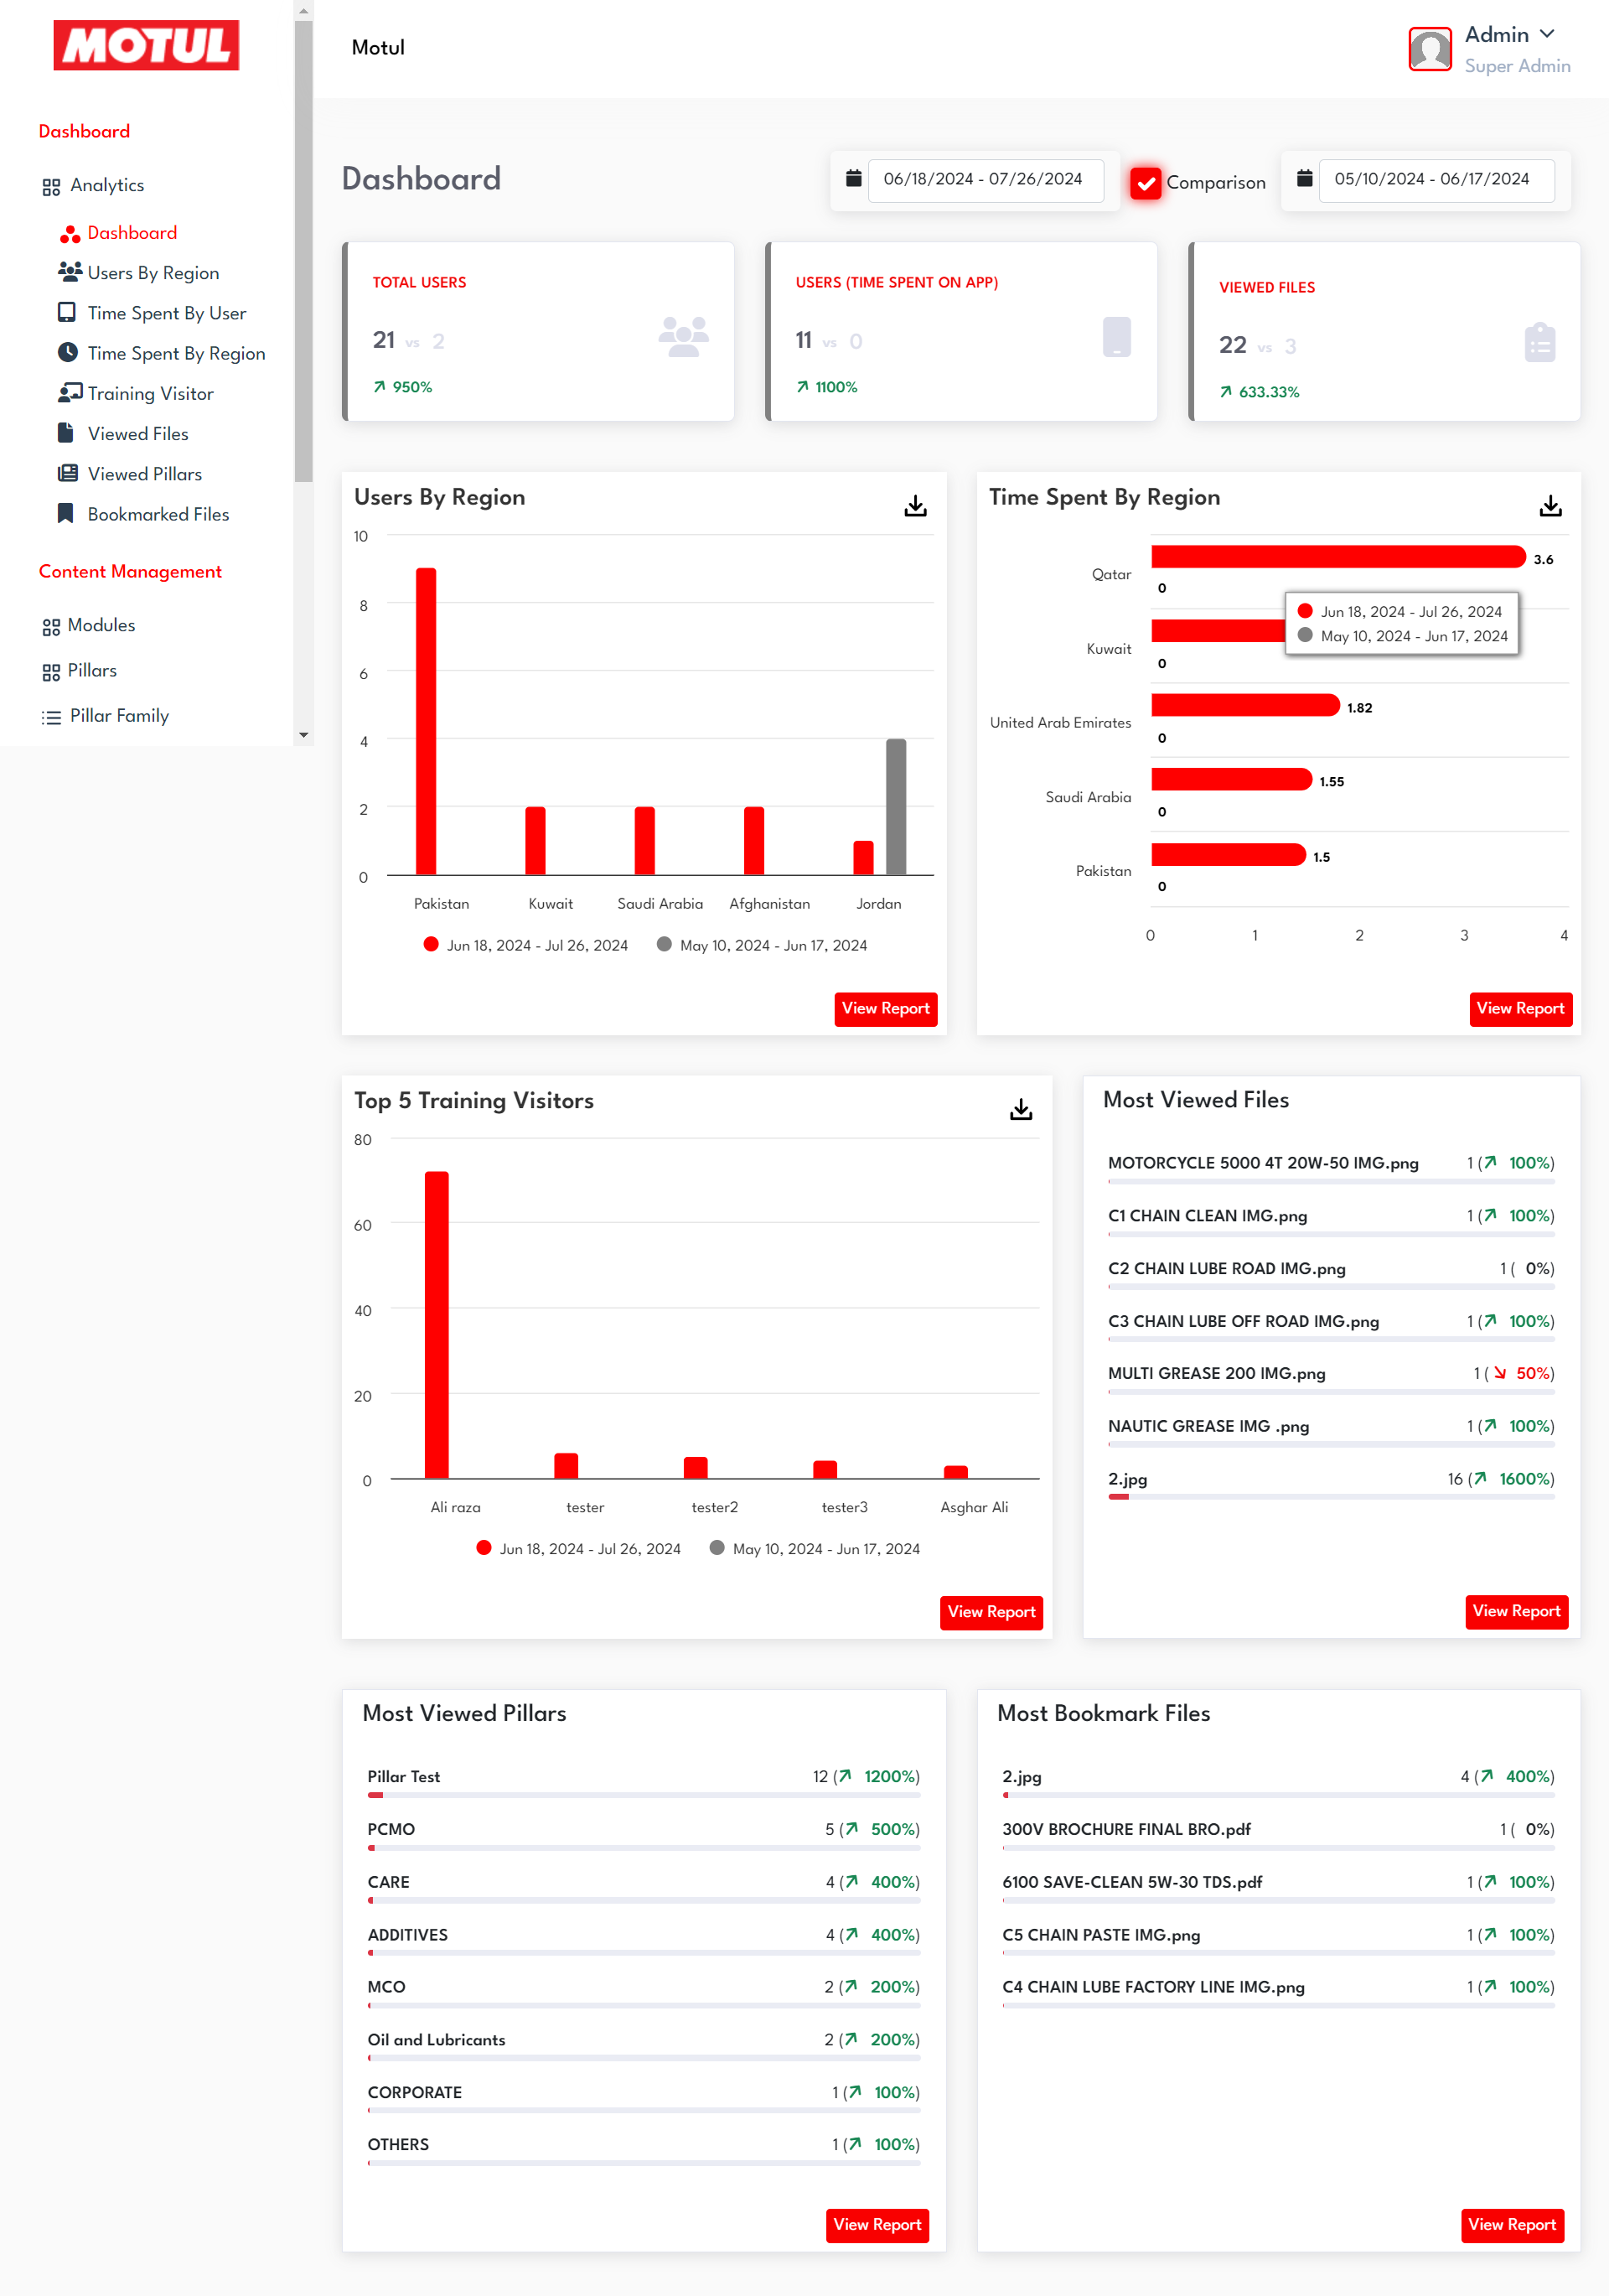 MOTUL
Motul
Admin
Super Admin
Dashboard
Analytics
Dashboard
Users By Region
Time Spent By User
Time Spent By Region
Training Visitor
Viewed Files
Viewed Pillars
Bookmarked Files
Content Management
Modules
Pillars
Pillar Family
Dashboard
06/18/2024 - 07/26/2024
Comparison
05/10/2024 - 06/17/2024
TOTAL USERS
21 vs 2
950%
USERS (TIME SPENT ON APP)
11 vs 0
1100%
VIEWED FILES
22 vs 3
633.33%
Users By Region
10
8
6
4
2
0
Pakistan Kuwait Saudi Arabia Afghanistan Jordan
Jun 18, 2024 - Jul 26, 2024 May 10, 2024 - Jun 17, 2024
View Report
Time Spent By Region
Qatar 3.6
0
Jun 18, 2024 - Jul 26, 2024
May 10, 2024 - Jun 17, 2024
Kuwait
0
United Arab Emirates 1.82
0
Saudi Arabia 1.55
0
Pakistan 1.5
0
0 1 2 3 4
View Report
Top 5 Training Visitors
80
60
40
20
0
Ali raza tester tester2 tester3 Asghar Ali
Jun 18, 2024 - Jul 26, 2024 May 10, 2024 - Jun 17, 2024
View Report
Most Viewed Files
MOTORCYCLE 5000 4T 20W-50 IMG.png 1 ( 100%)
C1 CHAIN CLEAN IMG.png 1 ( 100%)
C2 CHAIN LUBE ROAD IMG.png 1 ( 0%)
C3 CHAIN LUBE OFF ROAD IMG.png 1 ( 100%)
MULTI GREASE 200 IMG.png 1 ( 50%)
NAUTIC GREASE IMG .png 1 ( 100%)
2.jpg 16 ( 1600%)
View Report
Most Viewed Pillars
Pillar Test 12 ( 1200%)
PCMO 5 ( 500%)
CARE 4 ( 400%)
ADDITIVES 4 ( 400%)
MCO 2 ( 200%)
Oil and Lubricants 2 ( 200%)
CORPORATE 1 ( 100%)
OTHERS 1 ( 100%)
View Report
Most Bookmark Files
2.jpg 4 ( 400%)
300V BROCHURE FINAL BRO.pdf 1 ( 0%)
6100 SAVE-CLEAN 5W-30 TDS.pdf 1 ( 100%)
C5 CHAIN PASTE IMG.png 1 ( 100%)
C4 CHAIN LUBE FACTORY LINE IMG.png 1 ( 100%)
View Report